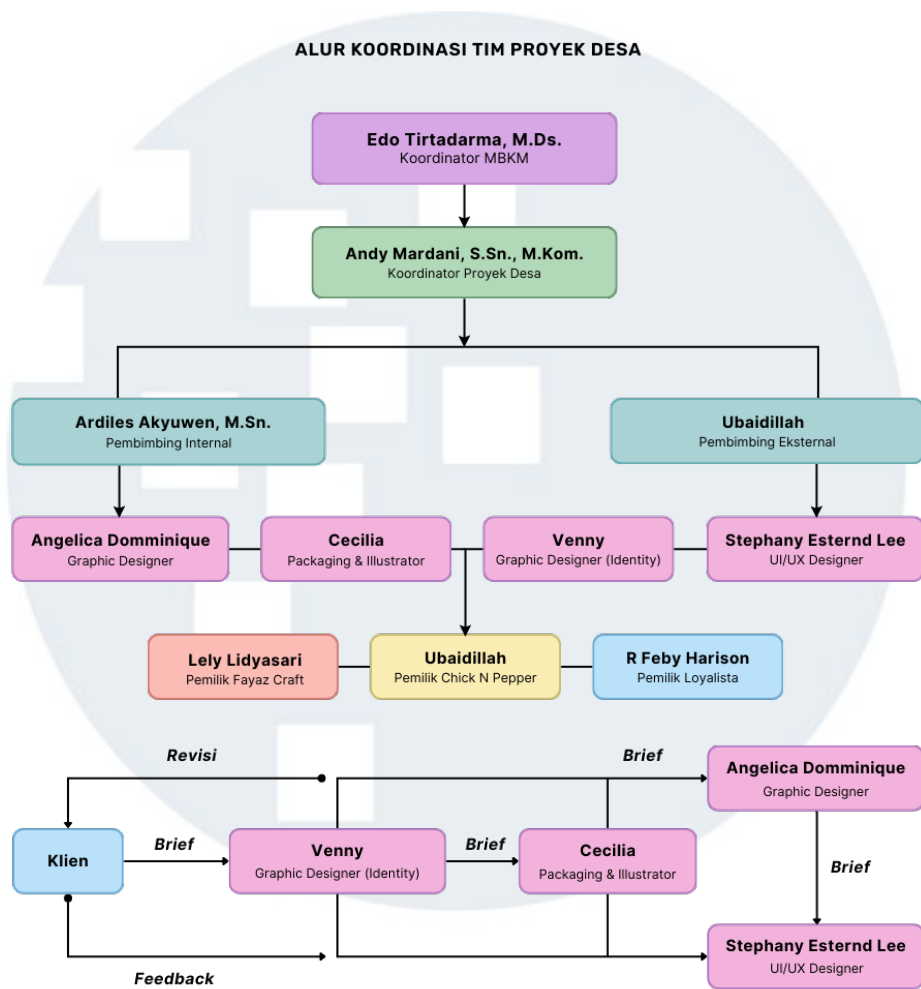 ALUR KOORDINASI TIM PROYEK DESA
Edo Tirtadarma, M.Ds.
Koordinator MBKM
Andy Mardani, S.Sn., M.Kom.
Koordinator Proyek Desa
Ardiles Akyuwen, M.Sn.
Pembimbing Internal
Ubaidillah
Pembimbing Eksternal
Angelica Domminique
Graphic Designer
Cecilia
Packaging & Illustrator
Venny
Graphic Designer (Identity)
Stephany Esternd Lee
UI/UX Designer
Lely Lidyasari
Pemilik Fayaz Craft
Ubaidillah
Pemilik Chick N Pepper
R Feby Harison
Pemilik Loyalista
Revisi
Brief
Angelica Domminique
Graphic Designer
Klien
Brief
Venny
Graphic Designer (Identity)
Brief
Cecilia
Packaging & Illustrator
Brief
Stephany Esternd Lee
UI/UX Designer
Feedback